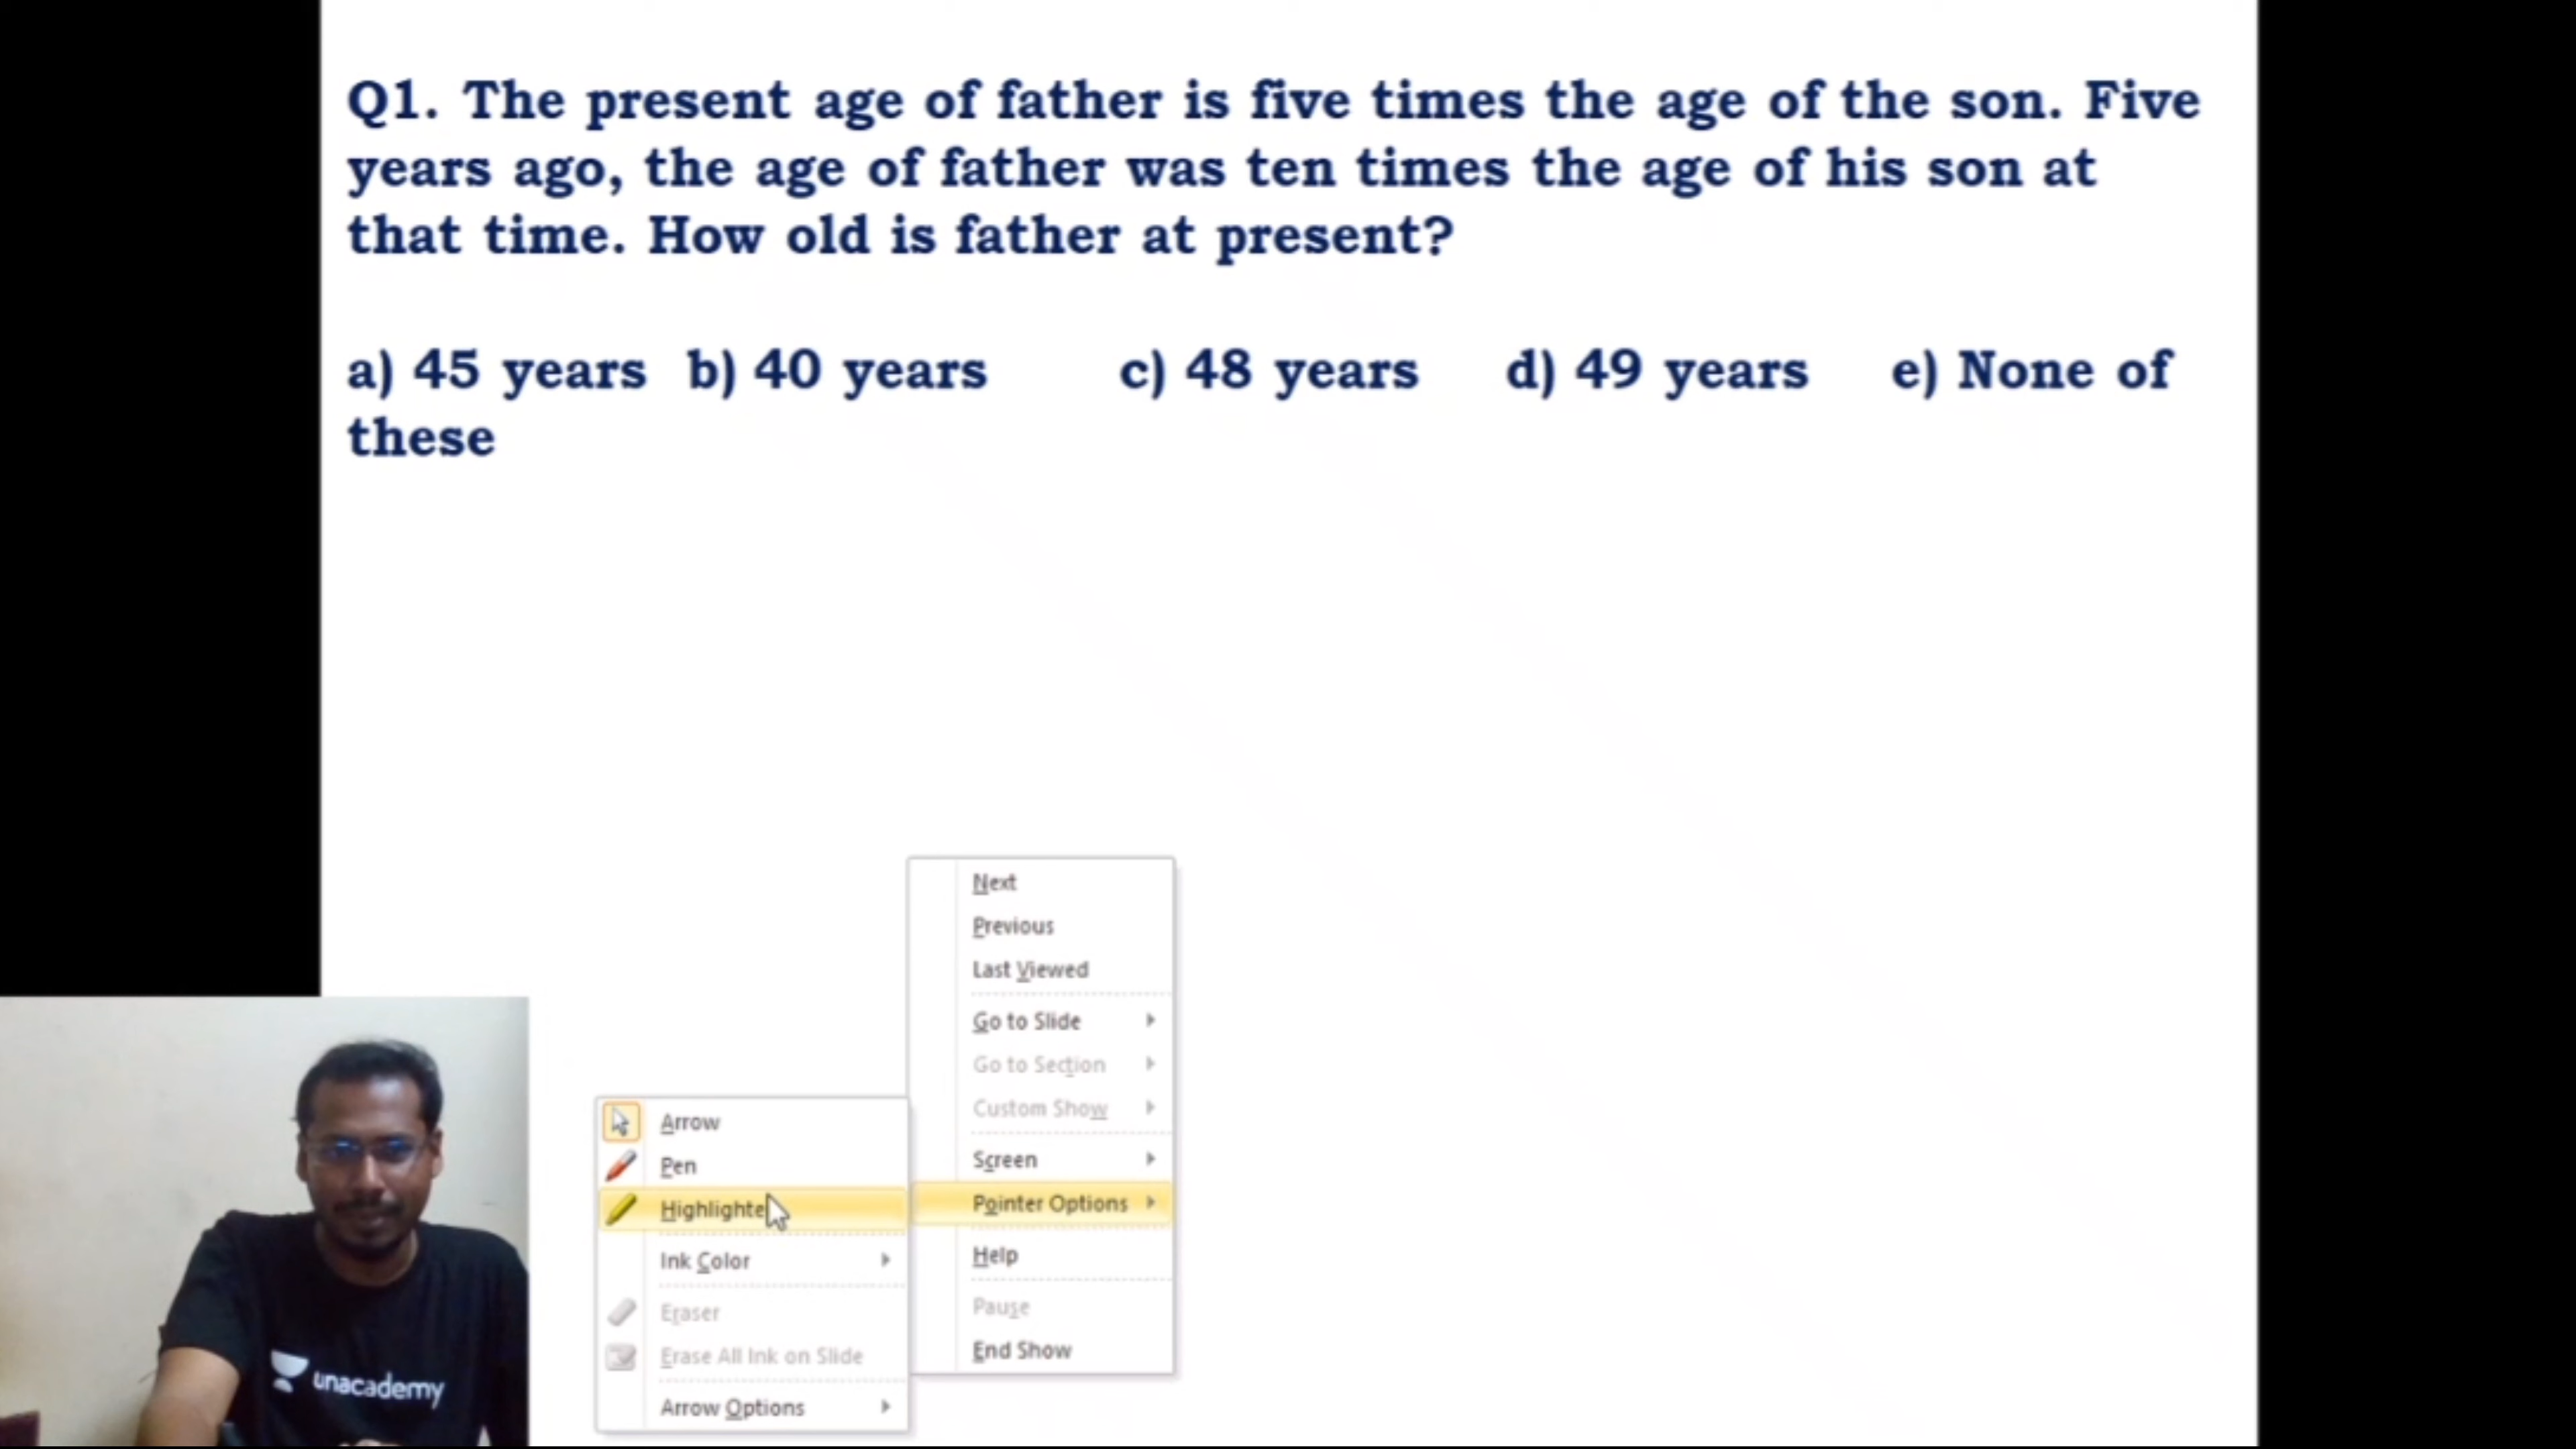 Q1. The present age of father is five times the age of the son. Five
years ago, the age of father was ten times the age of his son at
that time. How old is father at present?
a) 45 years b) 40 years c) 48 years d) 49 years e) None of
these
Next
Previous
Last Viewed
Go to Slide
Go to Section
Custom Show
Screen
Pointer Options
Help
Pause
End Show
Arrow
Pen
Highlighte
Ink Color
Eraser
Erase All Ink on Slide
Arrow Options
unacademy